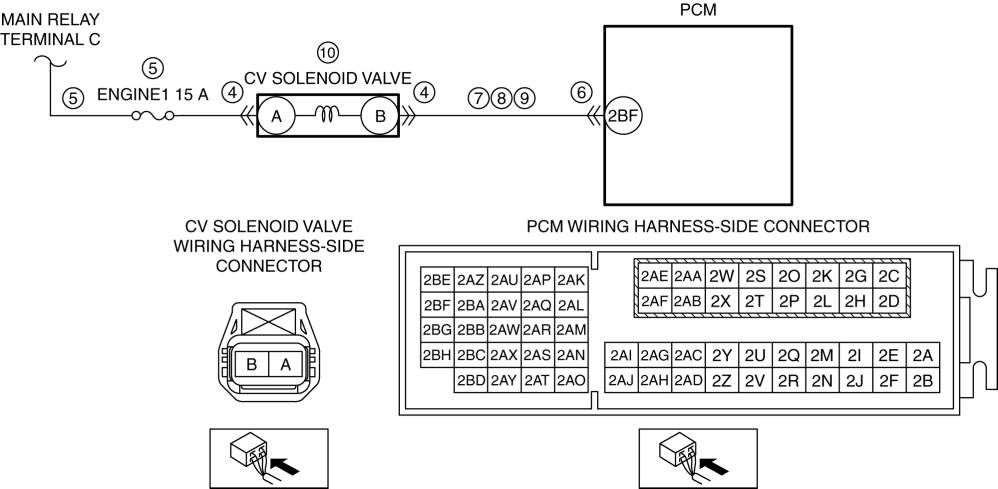 MAIN RELAY
TERMINAL C
PCM
10
5
CV SOLENOID VALVE
5
ENGINE1 15 A
4
4
7 8 9
6
A
B
2BF
CV SOLENOID VALVE
WIRING HARNESS-SIDE
CONNECTOR
B A
PCM WIRING HARNESS-SIDE CONNECTOR
2BE 2AZ 2AU 2AP 2AK
2BF 2BA 2AV 2AQ 2AL
2BG 2BB 2AW 2AR 2AM
2BH 2BC 2AX 2AS 2AN
2BD 2AY 2AT 2AO
2AE 2AA 2W 2S 2O 2K 2G 2C
2AF 2AB 2X 2T 2P 2L 2H 2D
2AI 2AG 2AC 2Y 2U 2Q 2M 2I 2E 2A
2AJ 2AH 2AD 2Z 2V 2R 2N 2J 2F 2B